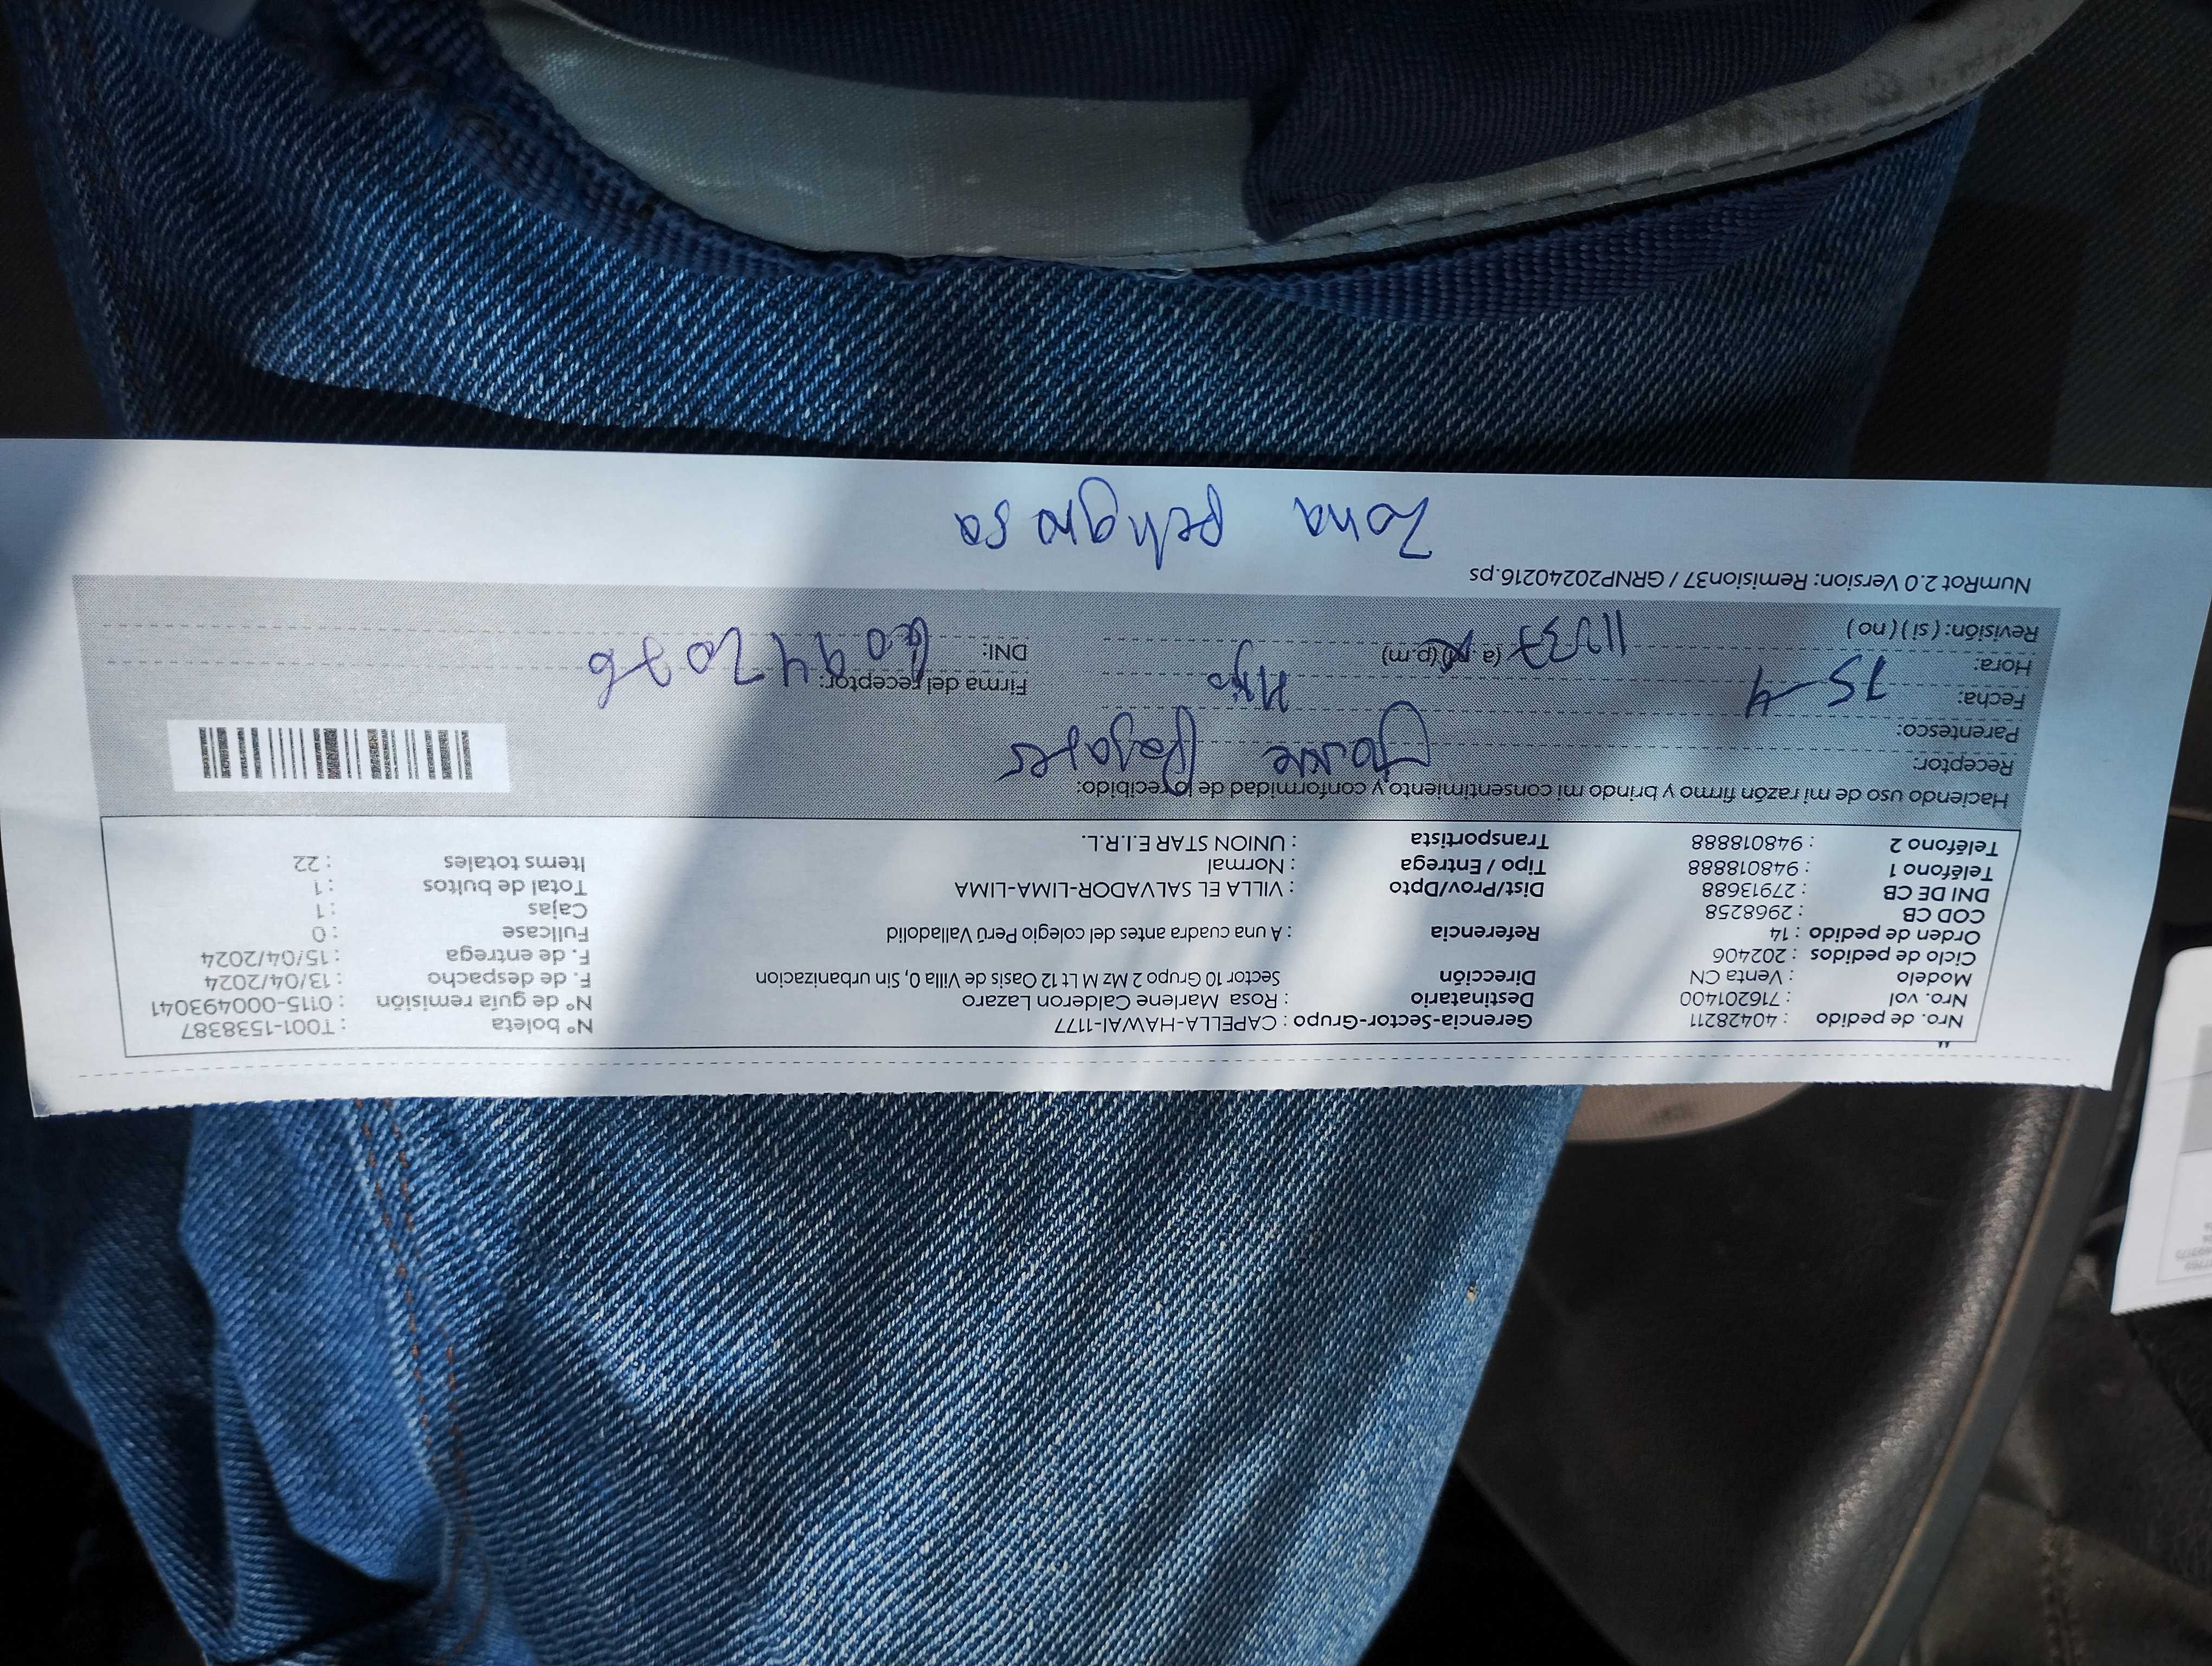 Nro. de pedido : 40428211 Gerencia-Sector-Grupo : CAPELLA-HAWAI-1177 N° boleta : T001-1538387
Nro. vol : 716201400 Destinatario : Rosa Marlene Calderon Lazaro N° de guía remisión : 0115-000493041
Modelo : Venta CN Dirección Sector 10 Grupo 2 Mz M Lt 12 Oasis de Villa 0, Sin urbanizacion F. de despacho : 13/04/2024
Ciclo de pedidos : 202406 F. de entrega : 15/04/2024
Orden de pedido : 14 Referencia : A una cuadra antes del colegio Perú Valladolid Fullcase : 0
COD CB : 2968258 Cajas : 1
DNI DE CB : 27913688 Dist/Prov/Dpto : VILLA EL SALVADOR-LIMA-LIMA Total de bultos : 1
Teléfono 1 : 948018888 Tipo / Entrega : Normal Items totales : 22
Teléfono 2 : 948018888 Transportista : UNION STAR E.I.R.L.
Haciendo uso de mi razón firmo y brindo mi consentimiento y conformidad de lo recibido:
Receptor: Pajares
Parentesco: Hijo
Fecha: 15-4 Firma del receptor:
Hora: 11:37 (a.m)(p.m) DNI:
Revisión: ( si ) ( no )
NumRot 2.0 Version: Remision37 / GRNP20240216.ps
Zona peligrosa